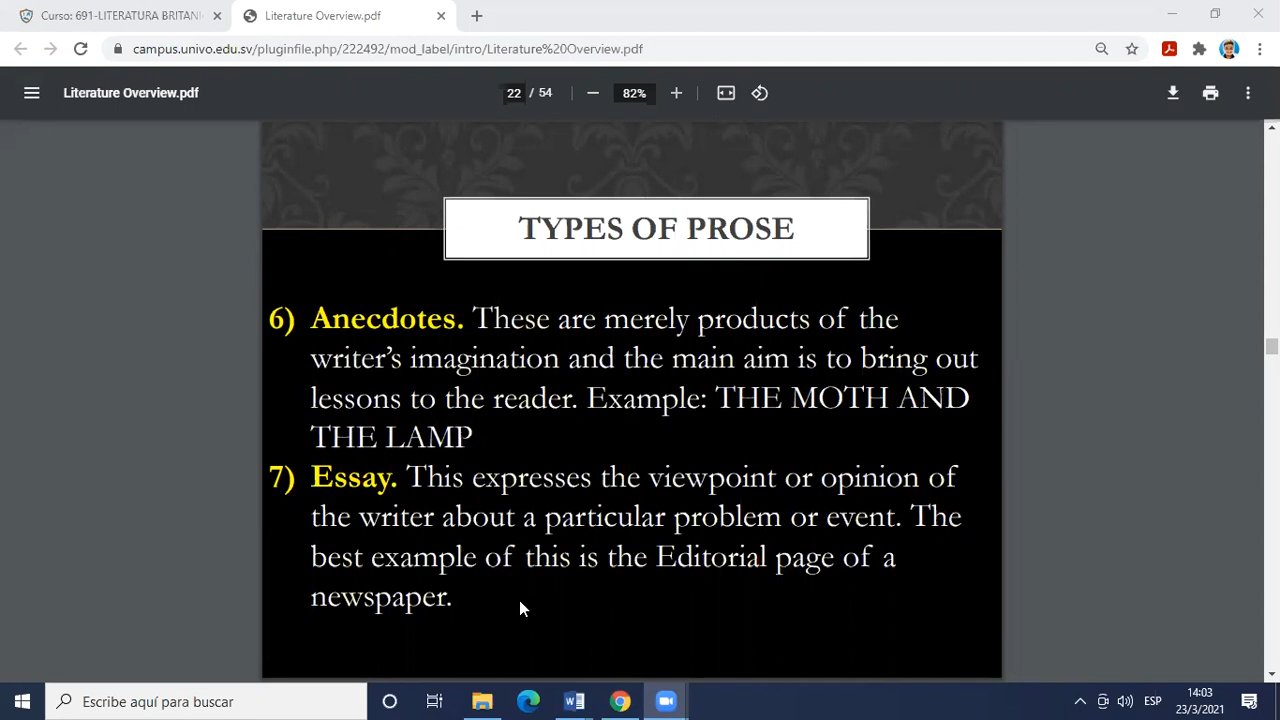 Curso: 691-LITERATURA BRITANI
Literature Overview.pdf
campus.univo.edu.sv/pluginfile.php/222492/mod_label/intro/Literature%20Overview.pdf
Literature Overview.pdf
22 / 54
82%
TYPES OF PROSE
6) Anecdotes. These are merely products of the
writer's imagination and the main aim is to bring out
lessons to the reader. Example: THE MOTH AND
THE LAMP
7) Essay. This expresses the viewpoint or opinion of
the writer about a particular problem or event. The
best example of this is the Editorial page of a
newspaper.
Escribe aquí para buscar
ESP
14:03
23/3/2021